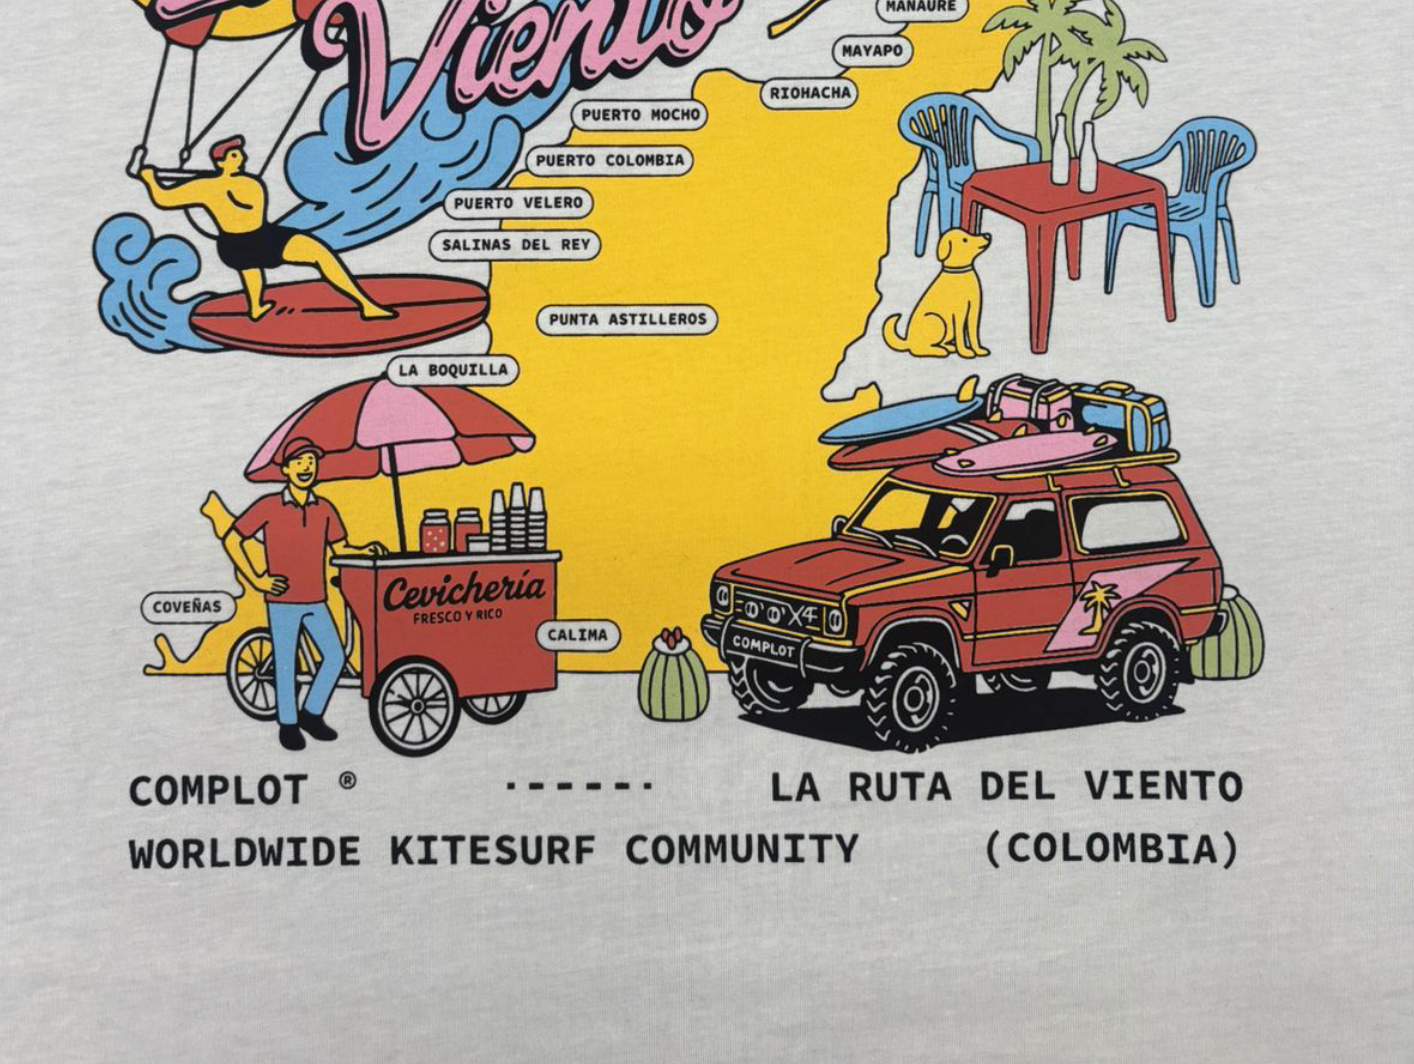 Viento
MANAURE
MAYAPO
RIOHACHA
PUERTO MOCHO
PUERTO COLOMBIA
PUERTO VELERO
SALINAS DEL REY
PUNTA ASTILLEROS
LA BOQUILLA
Cevichería
FRESCO Y RICO
COVEÑAS
CALIMA
X4
COMPLOT
COMPLOT ® ------ LA RUTA DEL VIENTO
WORLDWIDE KITESURF COMMUNITY (COLOMBIA)